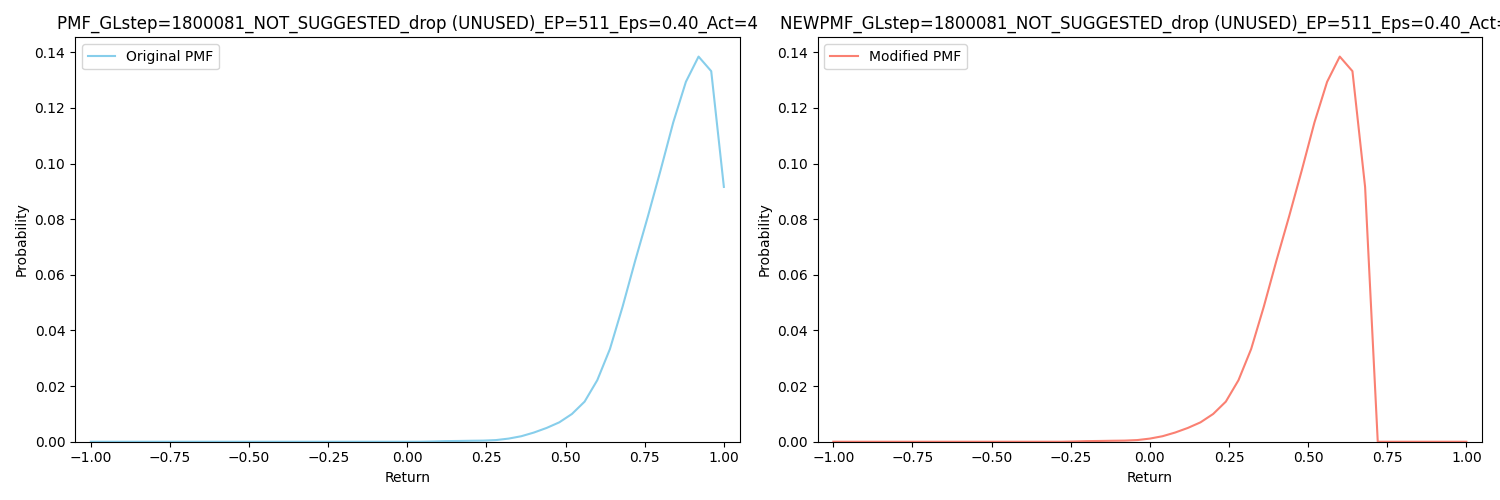 PMF_GLstep=1800081_NOT_SUGGESTED_drop (UNUSED)_EP=511_Eps=0.40_Act=4
Original PMF
0.14
0.12
0.10
0.08
0.06
0.04
0.02
0.00
Probability
−1.00 −0.75 −0.50 −0.25 0.00 0.25 0.50 0.75 1.00
Return
NEWPMF_GLstep=1800081_NOT_SUGGESTED_drop (UNUSED)_EP=511_Eps=0.40_Act=
Modified PMF
0.14
0.12
0.10
0.08
0.06
0.04
0.02
0.00
Probability
−1.00 −0.75 −0.50 −0.25 0.00 0.25 0.50 0.75 1.00
Return